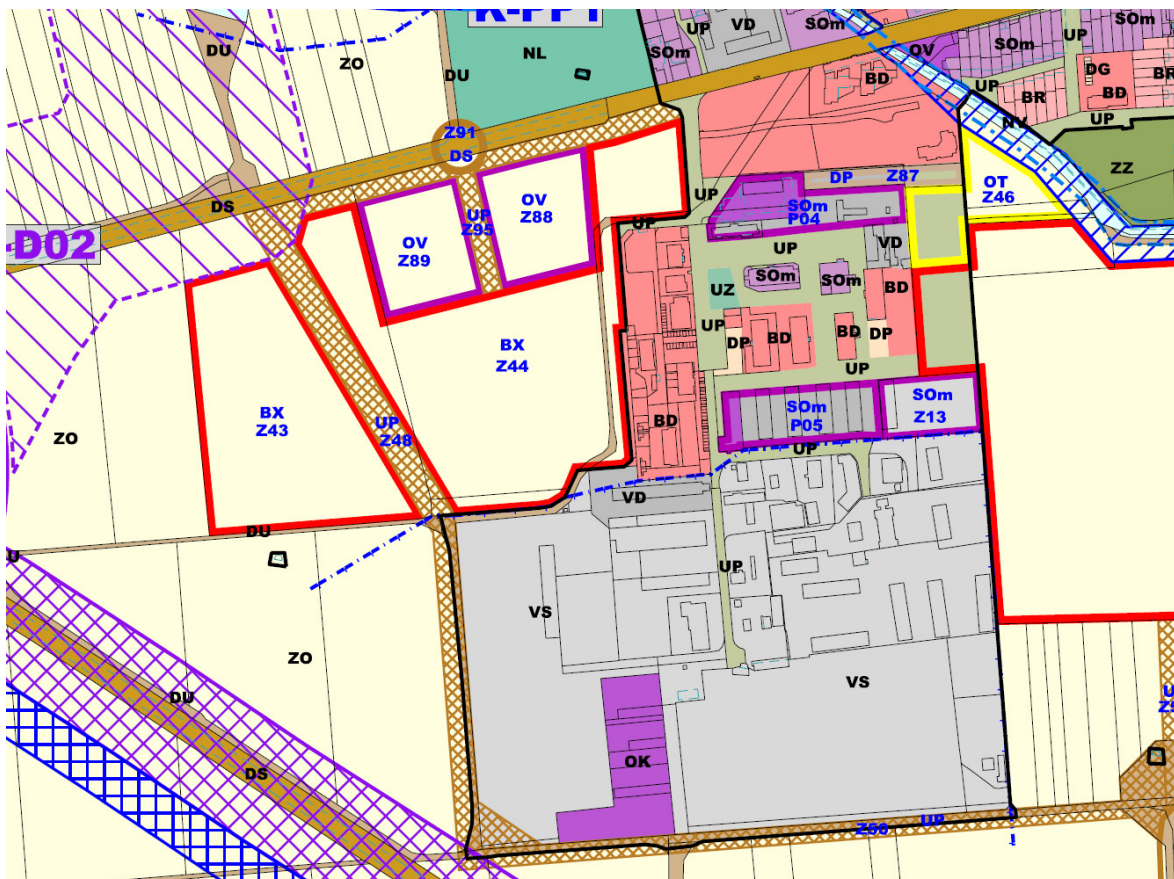 K-PP1
DU
ZO
DU
NL
SOm
UP
VD
SOm
OV
SOm
UP
SOm
BD
DG
BD
BR
BR
UP
UP
NV
ZZ
Z91
DS
DS
D02
OV
Z89
UP
Z95
OV
Z88
UP
UP
DP
Z87
SOm
P04
OT
Z46
UP
VD
UZ
SOm
SOm
BD
UP
DP
BD
BD
DP
UP
BX
Z44
BX
Z43
UP
Z48
ZO
BD
SOm
P05
SOm
Z13
UP
VD
DU
UP
VS
ZO
VS
DU
DS
OK
UP